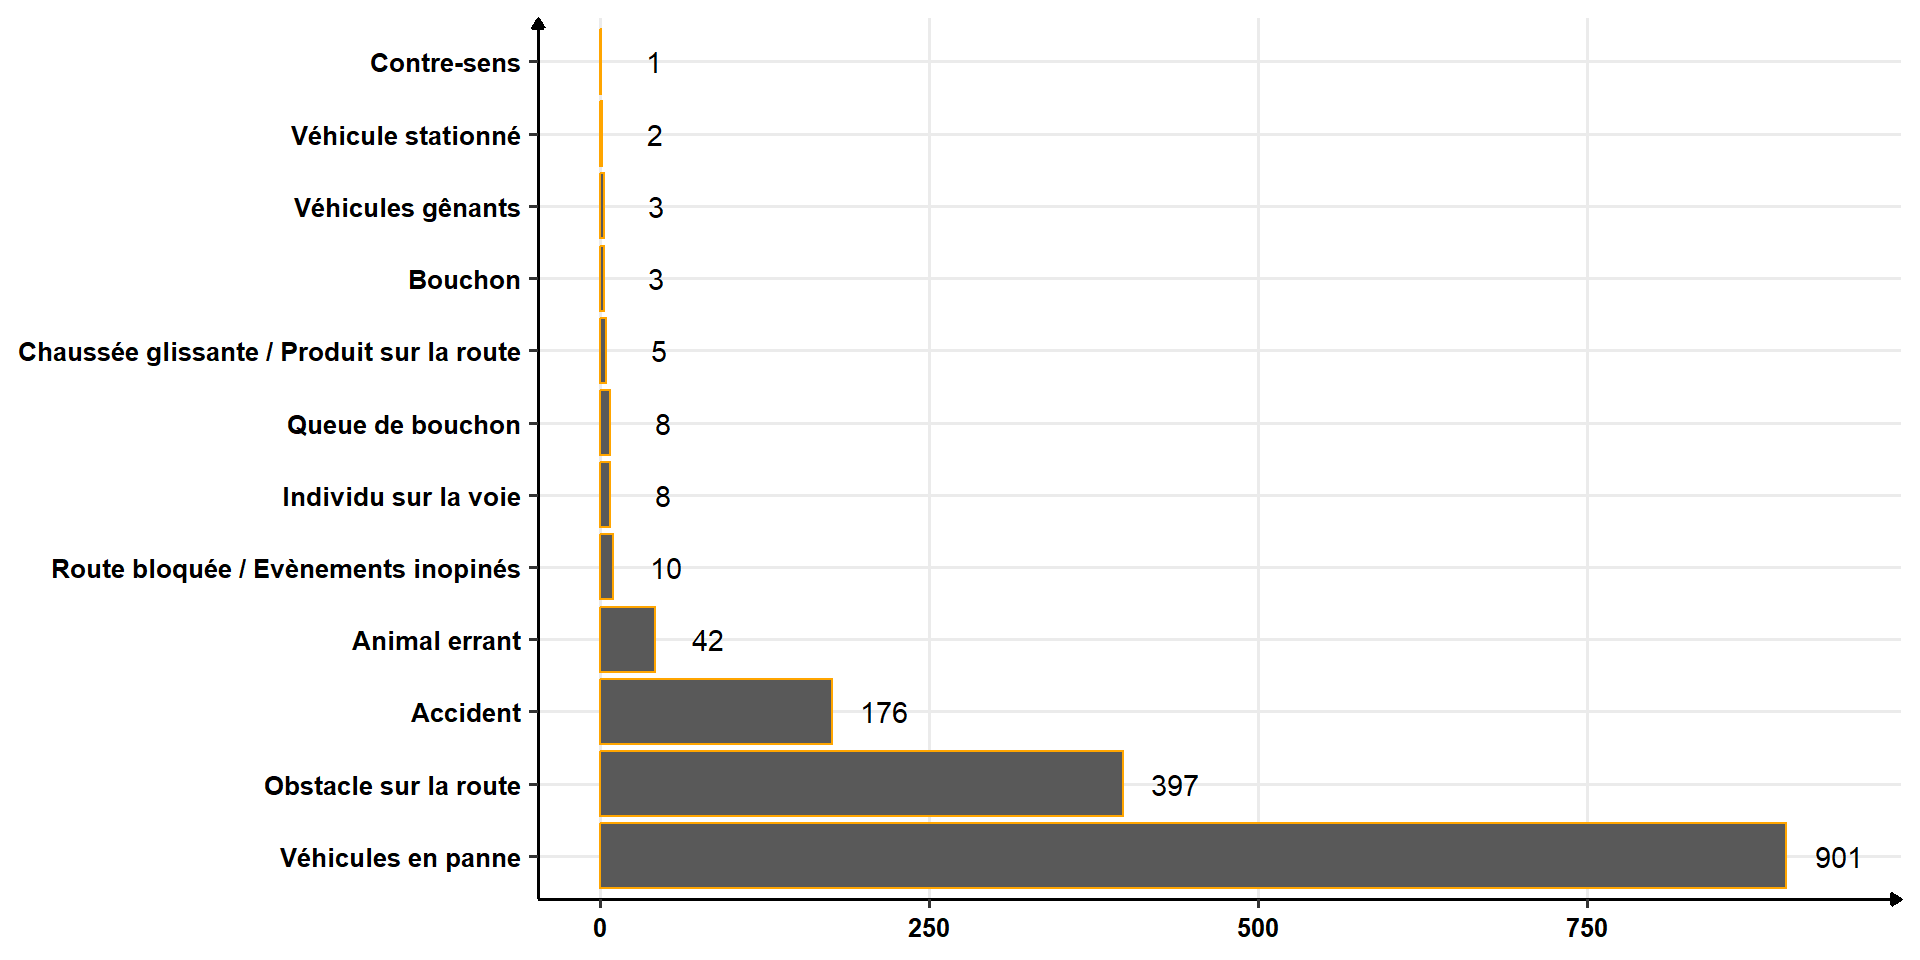 Contre-sens 1
Véhicule stationné 2
Véhicules gênants 3
Bouchon 3
Chaussée glissante / Produit sur la route 5
Queue de bouchon 8
Individu sur la voie 8
Route bloquée / Evènements inopinés 10
Animal errant 42
Accident 176
Obstacle sur la route 397
Véhicules en panne 901
0 250 500 750